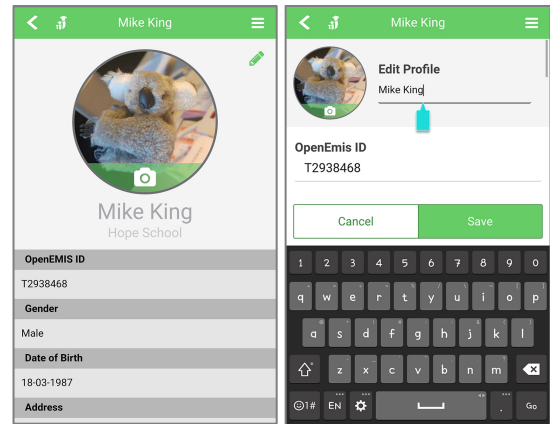 Mike King
Mike King
Hope School
OpenEMIS ID
T2938468
Gender
Male
Date of Birth
18-03-1987
Address
Mike King
Edit Profile
Mike King
OpenEmis ID
T2938468
Cancel
Save
1 2 3 4 5 6 7 8 9 0
q w e r t y u i o p
a s d f g h j k l
z x c v b n m
☺1# EN . Go